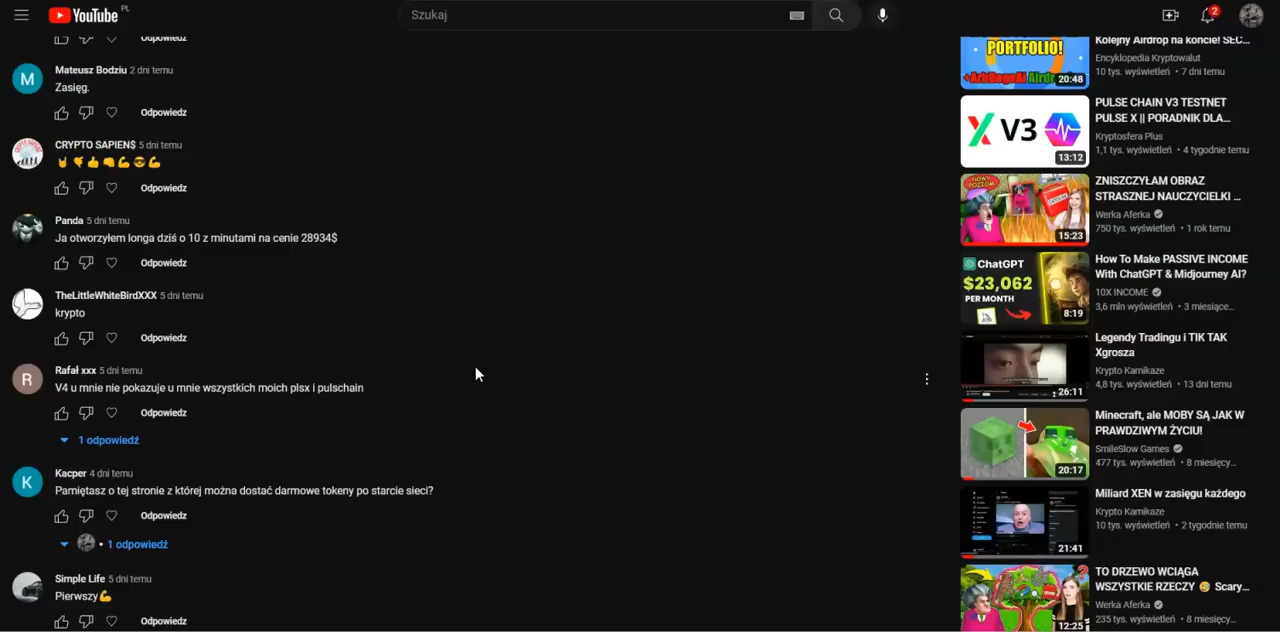 YouTube PL
Szukaj
2
Odpowiedz
M
Mateusz Bodziu 2 dni temu
Zasięg.
Odpowiedz
CRYPTO SAPIEN$ 5 dni temu
Odpowiedz
Panda 5 dni temu
Ja otworzyłem longa dziś o 10 z minutami na cenie 28934$
Odpowiedz
TheLittleWhiteBirdXXX 5 dni temu
krypto
Odpowiedz
R
Rafał xxx 5 dni temu
V4 u mnie nie pokazuje u mnie wszystkich moich plsx i pulschain
Odpowiedz
1 odpowiedź
K
Kacper 4 dni temu
Pamiętasz o tej stronie z której można dostać darmowe tokeny po starcie sieci?
Odpowiedz
• 1 odpowiedź
Simple Life 5 dni temu
Pierwszy💪
Odpowiedz
PORTFOLIO!
20:48
Kolejny Airdrop na koncie! SEC...
Encyklopedia Kryptowalut
10 tys. wyświetleń • 7 dni temu
V3
13:12
PULSE CHAIN V3 TESTNET
PULSE X || PORADNIK DLA...
Kryptosfera Plus
1,1 tys. wyświetleń • 4 tygodnie temu
NOWY
POZIOM
15:23
ZNISZCZYŁAM OBRAZ
STRASZNEJ NAUCZYCIELKI ...
Werka Aferka
750 tys. wyświetleń • 1 rok temu
ChatGPT
$23,062
PER MONTH
8:19
How To Make PASSIVE INCOME
With ChatGPT & Midjourney AI?
10X INCOME
3,6 mln wyświetleń • 3 miesiące...
26:11
Legendy Tradingu i TIK TAK
Xgrosza
Krypto Kamikaze
4,8 tys. wyświetleń • 13 dni temu
20:17
Minecraft, ale MOBY SĄ JAK W
PRAWDZIWYM ŻYCIU!
SmileSlow Games
477 tys. wyświetleń • 8 miesięcy...
21:41
Miliard XEN w zasięgu każdego
Krypto Kamikaze
10 tys. wyświetleń • 2 tygodnie temu
12:25
TO DRZEWO WCIĄGA
WSZYSTKIE RZECZY 😨 Scary...
Werka Aferka
235 tys. wyświetleń • 8 miesięcy...